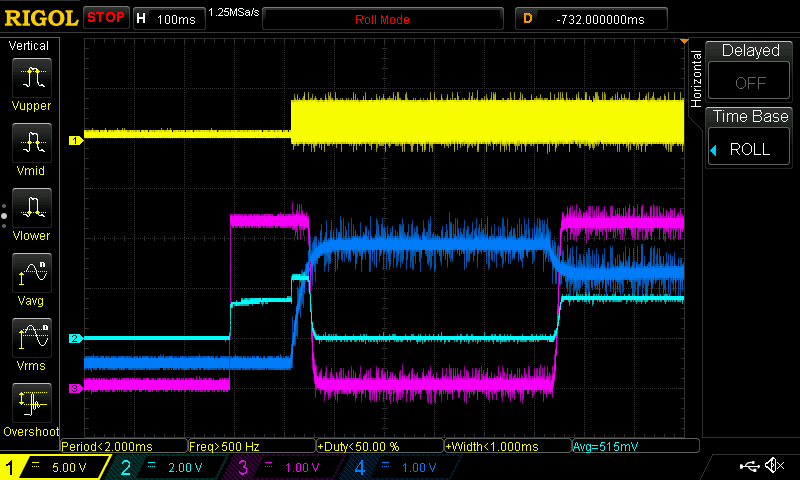 RIGOL STOP H 100ms 1.25MSa/s Roll Mode D -732.000000ms
Vertical
Vupper
Vmid
Vlower
n
Vavg
n
Vrms
Overshoot
1
2
3
Horizontal
Delayed
OFF
Time Base
ROLL
Period<2.000ms Freq>500 Hz +Duty<50.00 % +Width<1.000ms Avg=515mV
1 5.00 V 2 2.00 V 3 1.00 V 4 1.00 V